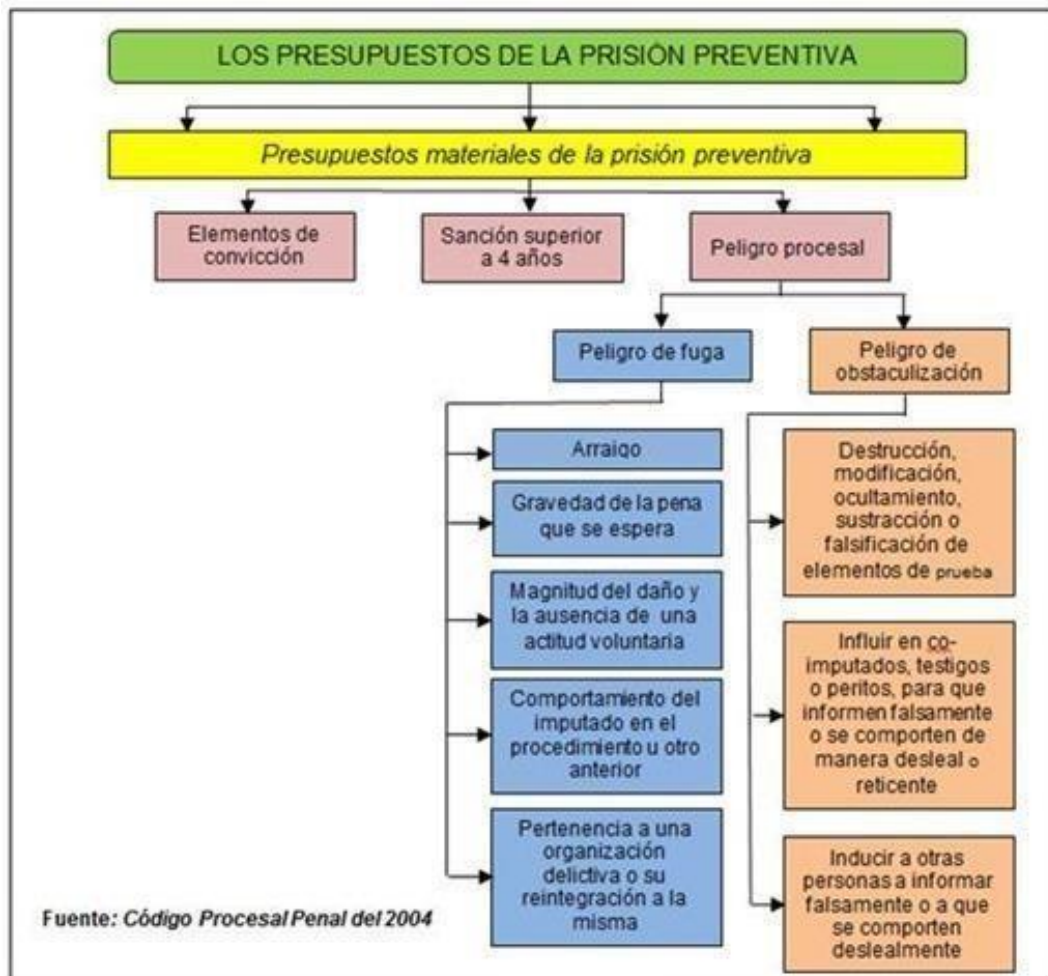 LOS PRESUPUESTOS DE LA PRISIÓN PREVENTIVA
Presupuestos materiales de la prisión preventiva
Elementos de
convicción
Sanción superior
a 4 años
Peligro procesal
Peligro de fuga
Peligro de
obstaculización
Arraigo
Gravedad de la pena
que se espera
Magnitud del daño y
la ausencia de una
actitud voluntaria
Comportamiento del
imputado en el
procedimiento u otro
anterior
Pertenencia a una
organización
delictiva o su
reintegración a la
misma
Destrucción,
modificación,
ocultamiento,
sustracción o
falsificación de
elementos de prueba
Influir en co-
imputados, testigos
o peritos, para que
informen falsamente
o se comporten de
manera desleal o
reticente
Inducir a otras
personas a informar
falsamente o a que
se comporten
deslealmente
Fuente: Código Procesal Penal del 2004